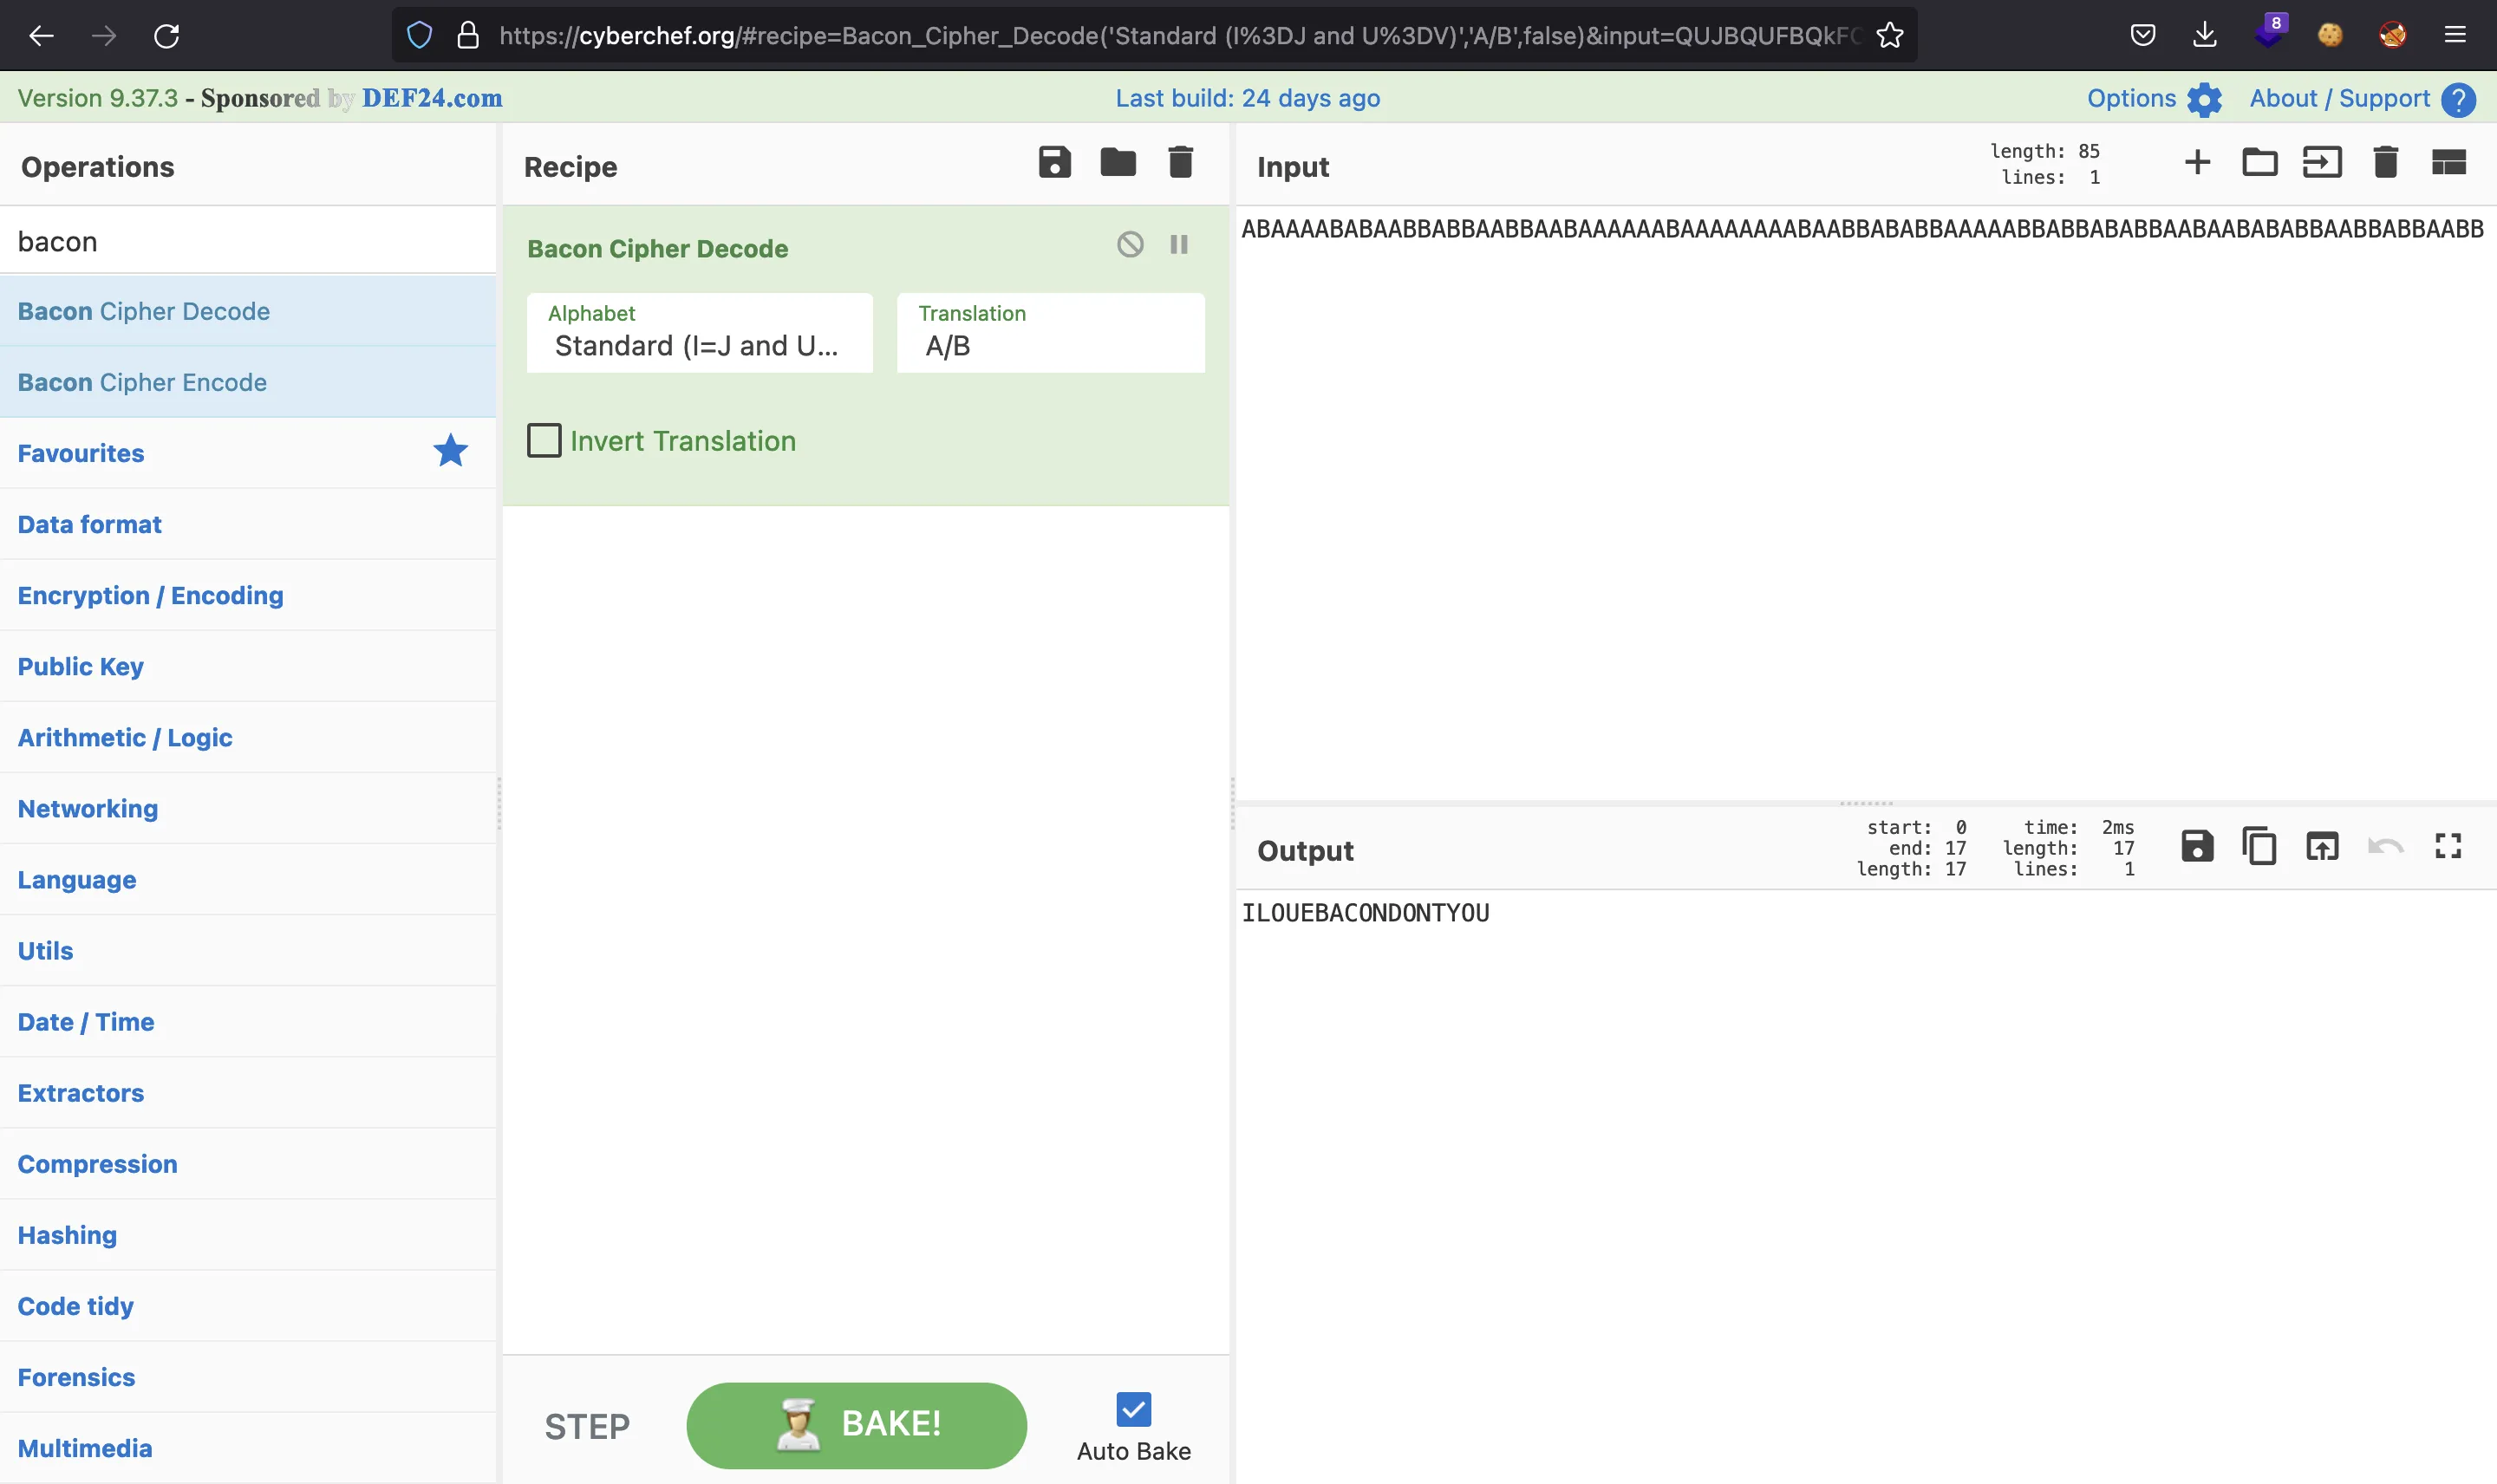 https://cyberchef.org/#recipe=Bacon_Cipher_Decode('Standard (I%3DJ and U%3DV)','A/B',false)&input=QUJBQUFBQkFC
8
Version 9.37.3 - Sponsored by DEF24.com
Last build: 24 days ago
Options
About / Support ?
Operations
Recipe
Input
length: 85
lines: 1
bacon
Bacon Cipher Decode
Bacon Cipher Encode
Favourites
Data format
Encryption / Encoding
Public Key
Arithmetic / Logic
Networking
Language
Utils
Date / Time
Extractors
Compression
Hashing
Code tidy
Forensics
Multimedia
Bacon Cipher Decode
Alphabet
Standard (I=J and U...
Translation
A/B
Invert Translation
STEP
BAKE!
Auto Bake
ABAAAABABAABBABBAABBAABAAAAAABAAAAAAAABAABBABABBAAAAABBABBABABBAABAABABABBAABBABBAABB
Output
start: 0
end: 17
length: 17
time: 2ms
length: 17
lines: 1
ILOUEBACONDONTYOU